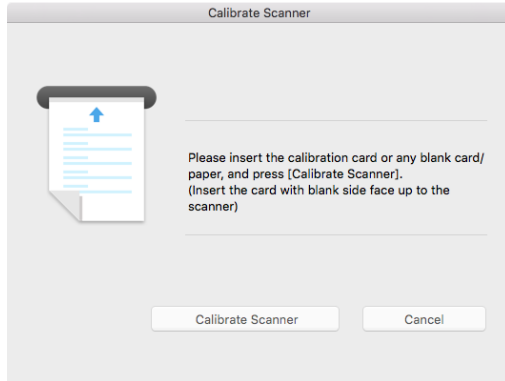 Calibrate Scanner
Please insert the calibration card or any blank card/
paper, and press [Calibrate Scanner].
(Insert the card with blank side face up to the
scanner)
Calibrate Scanner
Cancel